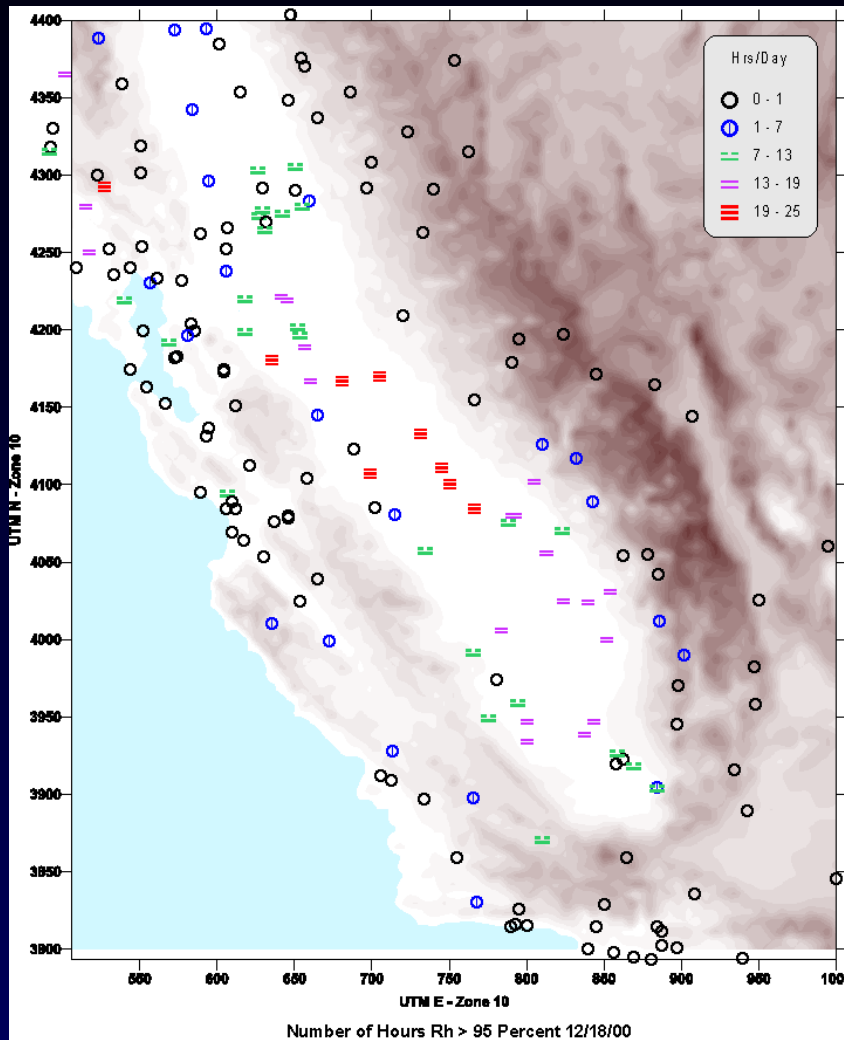 4400
4350
4300
4250
4200
4150
4100
4050
4000
3950
3900
3850
3800
UTM N - Zone 10
Hrs/Day
0 - 1
1 - 7
7 - 13
13 - 19
19 - 25
550 600 650 700 750 800 850 900 950 100
UTM E - Zone 10
Number of Hours Rh > 95 Percent 12/18/00